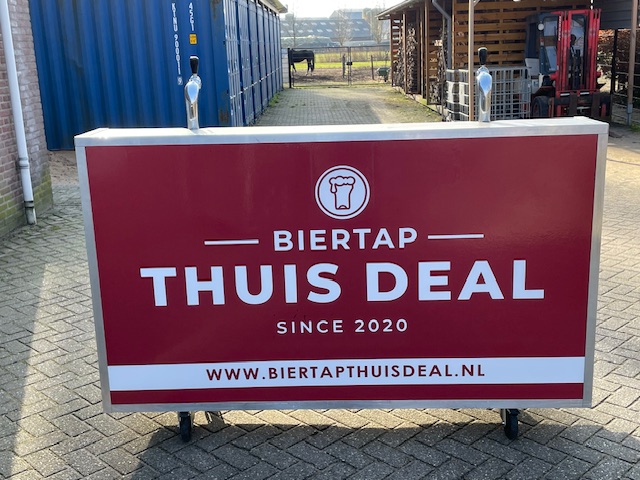 BIERTAP
THUIS DEAL
SINCE 2020
WWW.BIERTAPTHUISDEAL.NL